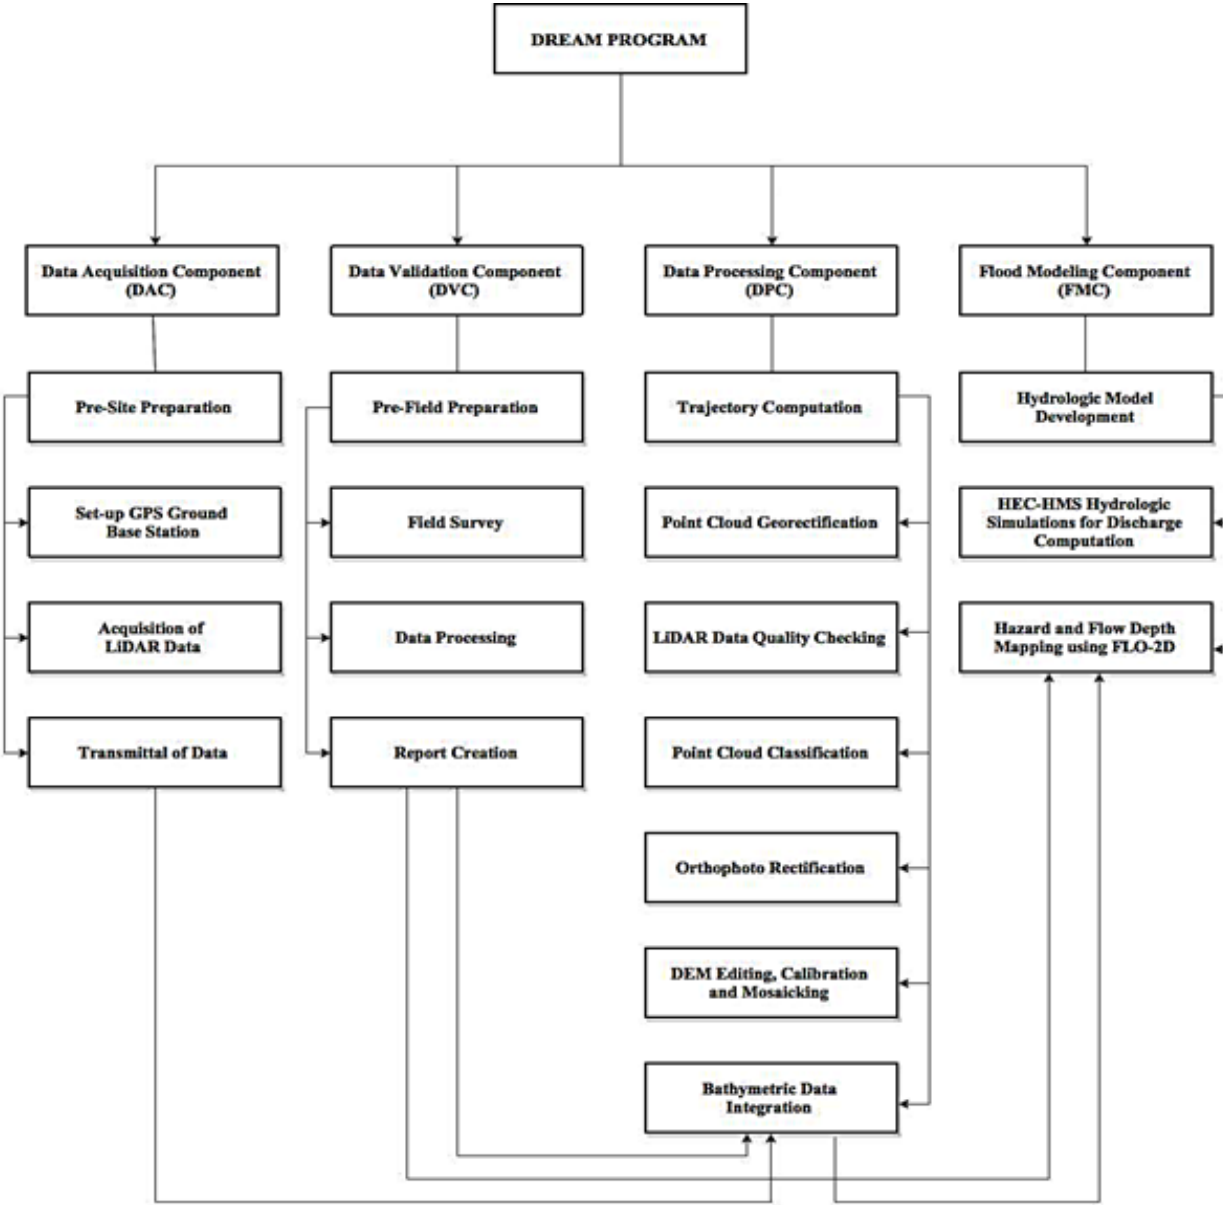 DREAM PROGRAM
Data Acquisition Component
(DAC)
Pre-Site Preparation
Set-up GPS Ground
Base Station
Acquisition of
LiDAR Data
Transmittal of Data
Data Validation Component
(DVC)
Pre-Field Preparation
Field Survey
Data Processing
Report Creation
Data Processing Component
(DPC)
Trajectory Computation
Point Cloud Georectification
LiDAR Data Quality Checking
Point Cloud Classification
Orthophoto Rectification
DEM Editing, Calibration
and Mosaicking
Bathymetric Data
Integration
Flood Modeling Component
(FMC)
Hydrologic Model
Development
HEC-HMS Hydrologic
Simulations for Discharge
Computation
Hazard and Flow Depth
Mapping using FLO-2D